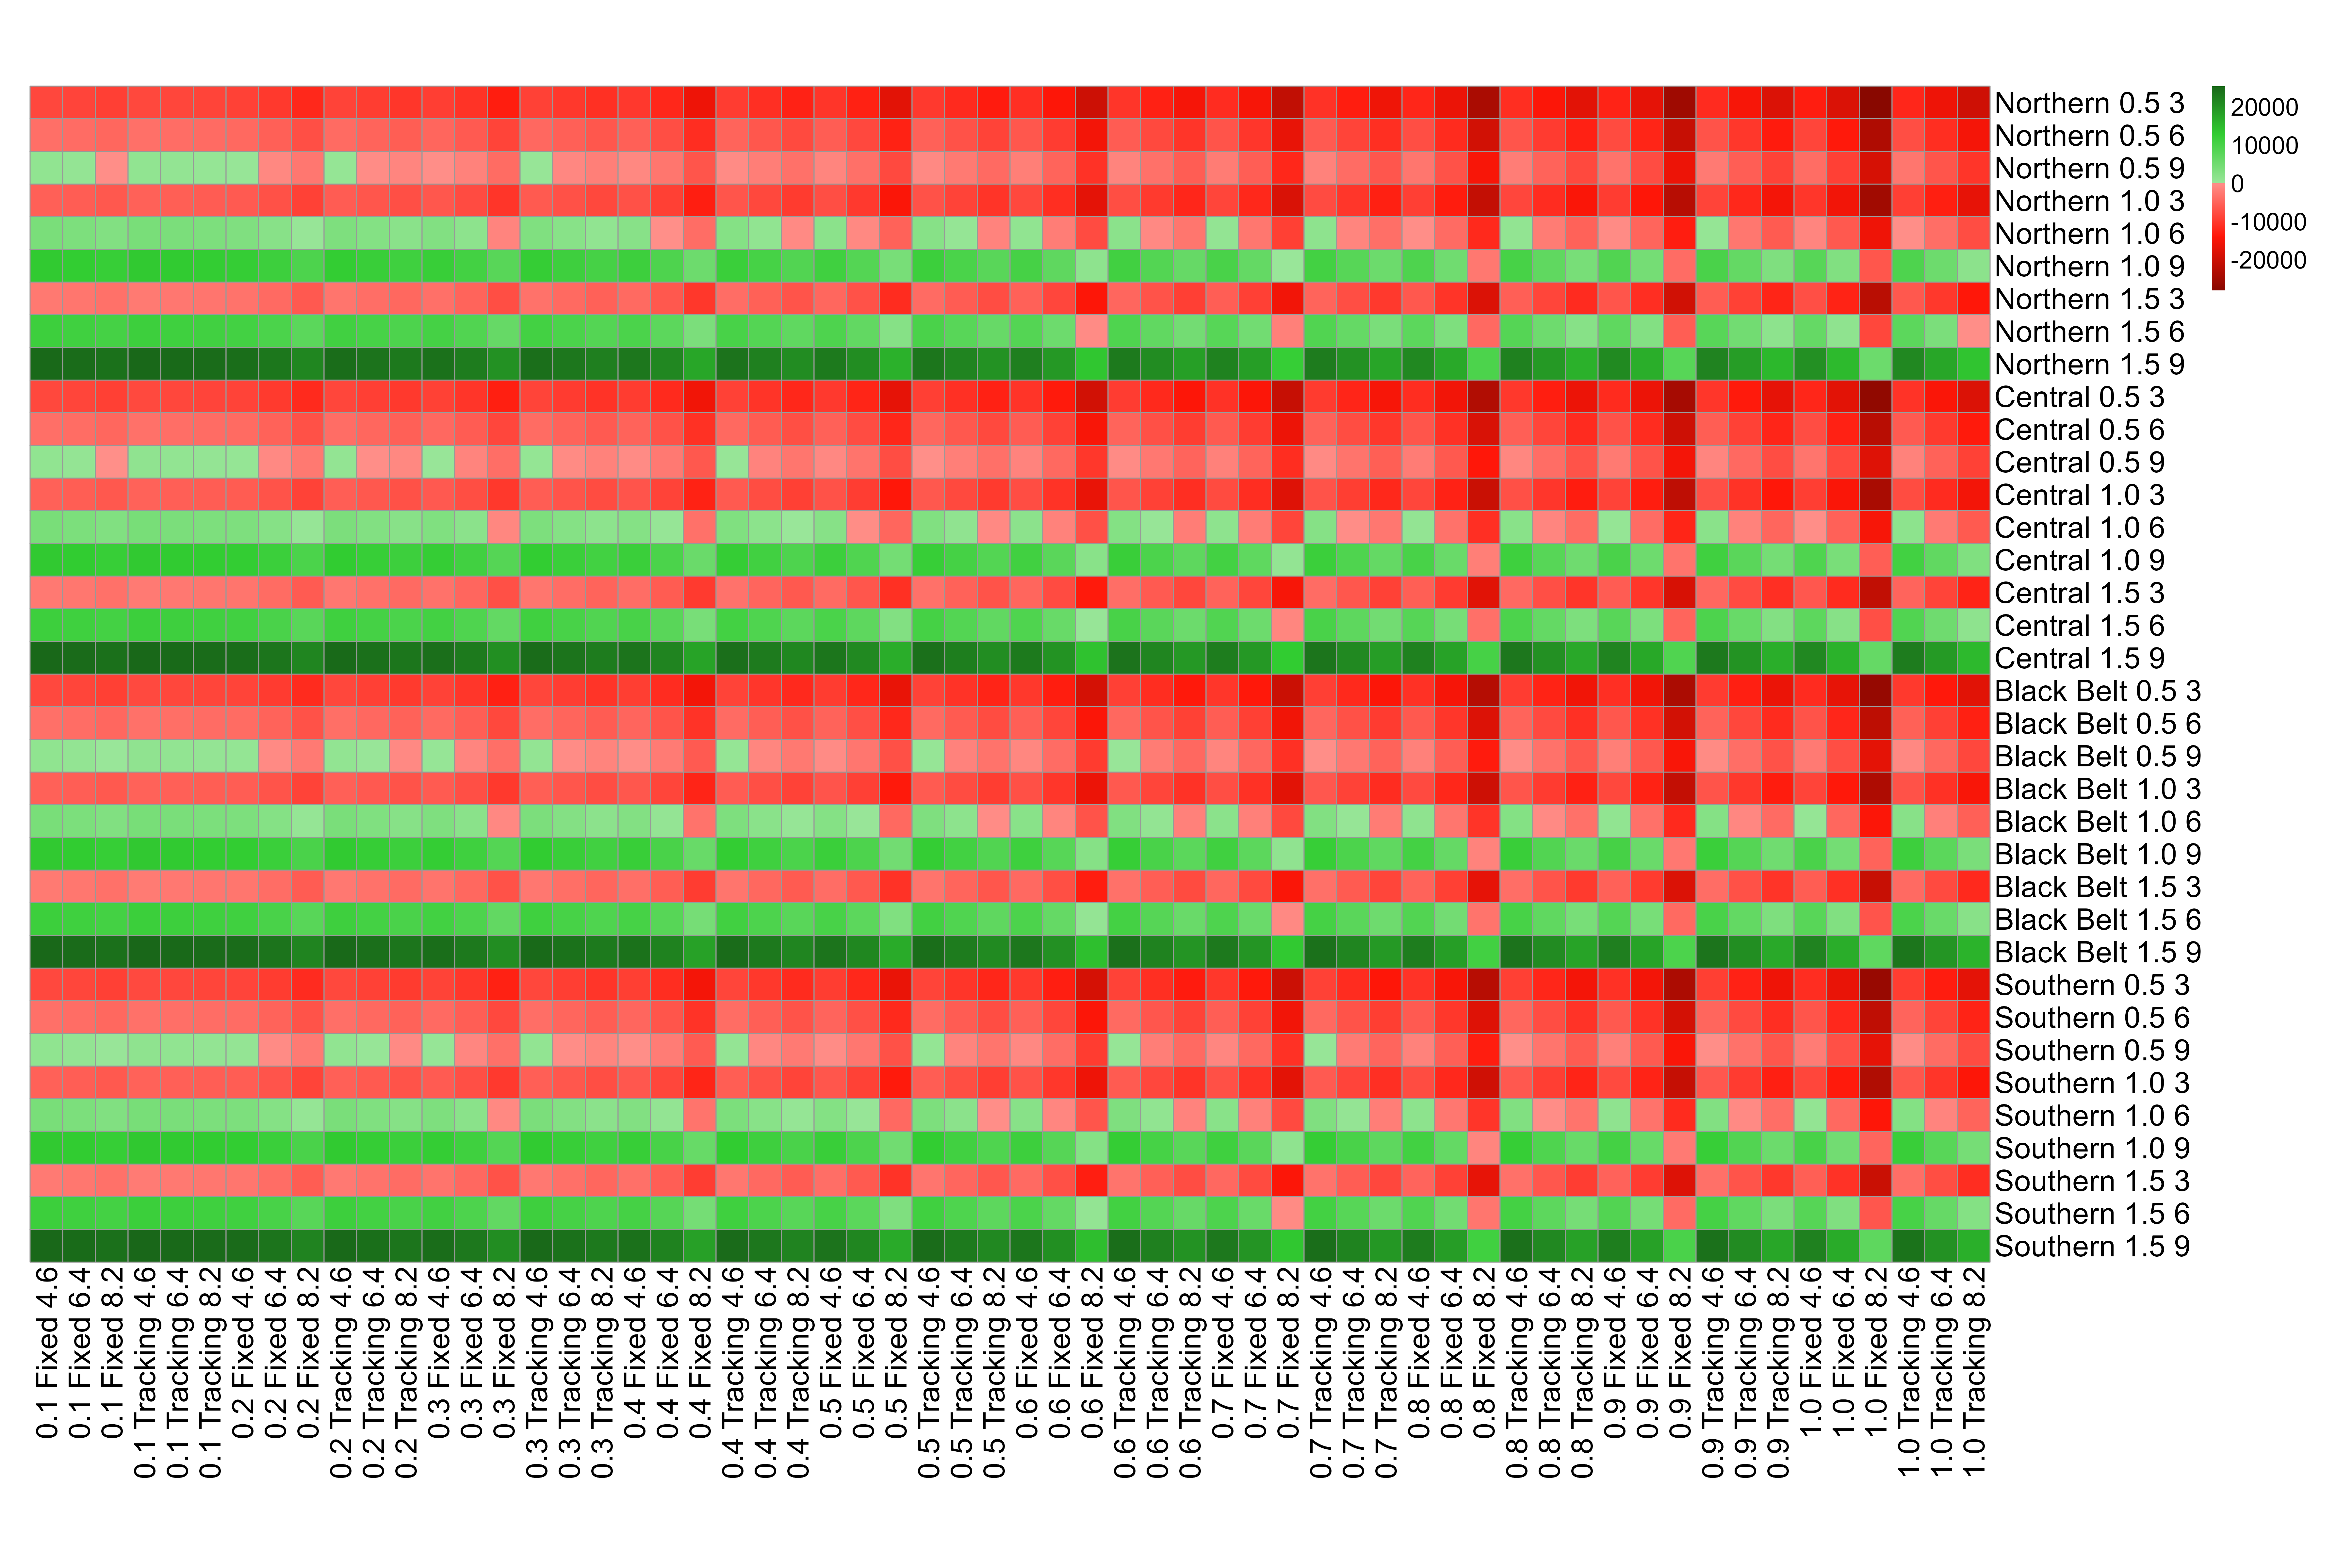 20000
10000
0
-10000
-20000
Northern 0.5 3
Northern 0.5 6
Northern 0.5 9
Northern 1.0 3
Northern 1.0 6
Northern 1.0 9
Northern 1.5 3
Northern 1.5 6
Northern 1.5 9
Central 0.5 3
Central 0.5 6
Central 0.5 9
Central 1.0 3
Central 1.0 6
Central 1.0 9
Central 1.5 3
Central 1.5 6
Central 1.5 9
Black Belt 0.5 3
Black Belt 0.5 6
Black Belt 0.5 9
Black Belt 1.0 3
Black Belt 1.0 6
Black Belt 1.0 9
Black Belt 1.5 3
Black Belt 1.5 6
Black Belt 1.5 9
Southern 0.5 3
Southern 0.5 6
Southern 0.5 9
Southern 1.0 3
Southern 1.0 6
Southern 1.0 9
Southern 1.5 3
Southern 1.5 6
Southern 1.5 9
0.1 Fixed 4.6
0.1 Fixed 6.4
0.1 Fixed 8.2
0.1 Tracking 4.6
0.1 Tracking 6.4
0.1 Tracking 8.2
0.2 Fixed 4.6
0.2 Fixed 6.4
0.2 Fixed 8.2
0.2 Tracking 4.6
0.2 Tracking 6.4
0.2 Tracking 8.2
0.3 Fixed 4.6
0.3 Fixed 6.4
0.3 Fixed 8.2
0.3 Tracking 4.6
0.3 Tracking 6.4
0.3 Tracking 8.2
0.4 Fixed 4.6
0.4 Fixed 6.4
0.4 Fixed 8.2
0.4 Tracking 4.6
0.4 Tracking 6.4
0.4 Tracking 8.2
0.5 Fixed 4.6
0.5 Fixed 6.4
0.5 Fixed 8.2
0.5 Tracking 4.6
0.5 Tracking 6.4
0.5 Tracking 8.2
0.6 Fixed 4.6
0.6 Fixed 6.4
0.6 Fixed 8.2
0.6 Tracking 4.6
0.6 Tracking 6.4
0.6 Tracking 8.2
0.7 Fixed 4.6
0.7 Fixed 6.4
0.7 Fixed 8.2
0.7 Tracking 4.6
0.7 Tracking 6.4
0.7 Tracking 8.2
0.8 Fixed 4.6
0.8 Fixed 6.4
0.8 Fixed 8.2
0.8 Tracking 4.6
0.8 Tracking 6.4
0.8 Tracking 8.2
0.9 Fixed 4.6
0.9 Fixed 6.4
0.9 Fixed 8.2
0.9 Tracking 4.6
0.9 Tracking 6.4
0.9 Tracking 8.2
1.0 Fixed 4.6
1.0 Fixed 6.4
1.0 Fixed 8.2
1.0 Tracking 4.6
1.0 Tracking 6.4
1.0 Tracking 8.2